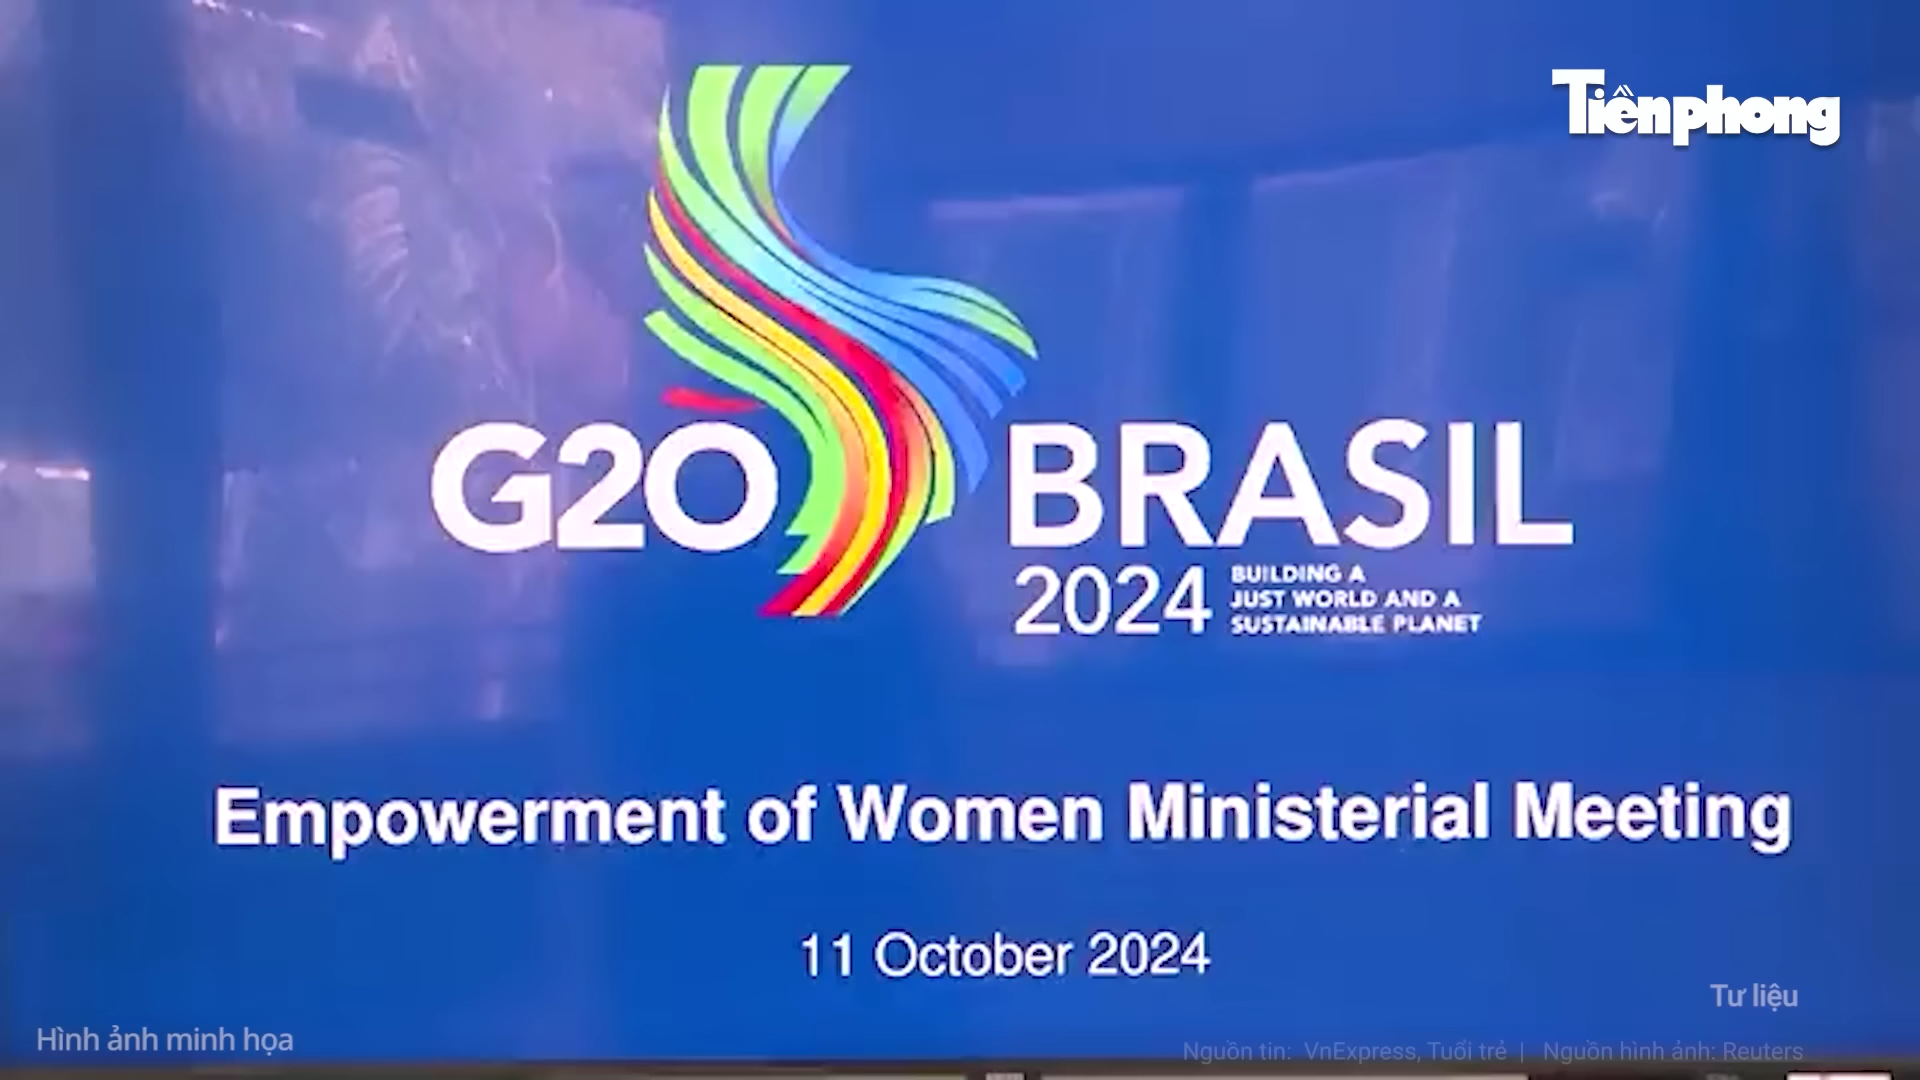 Tiềnphong
G20 BRASIL
2024
BUILDING A
JUST WORLD AND A
SUSTAINABLE PLANET
Empowerment of Women Ministerial Meeting
11 October 2024
Tư liệu
Hình ảnh minh họa
Nguồn tin: VnExpress, Tuổi trẻ | Nguồn hình ảnh: Reuters